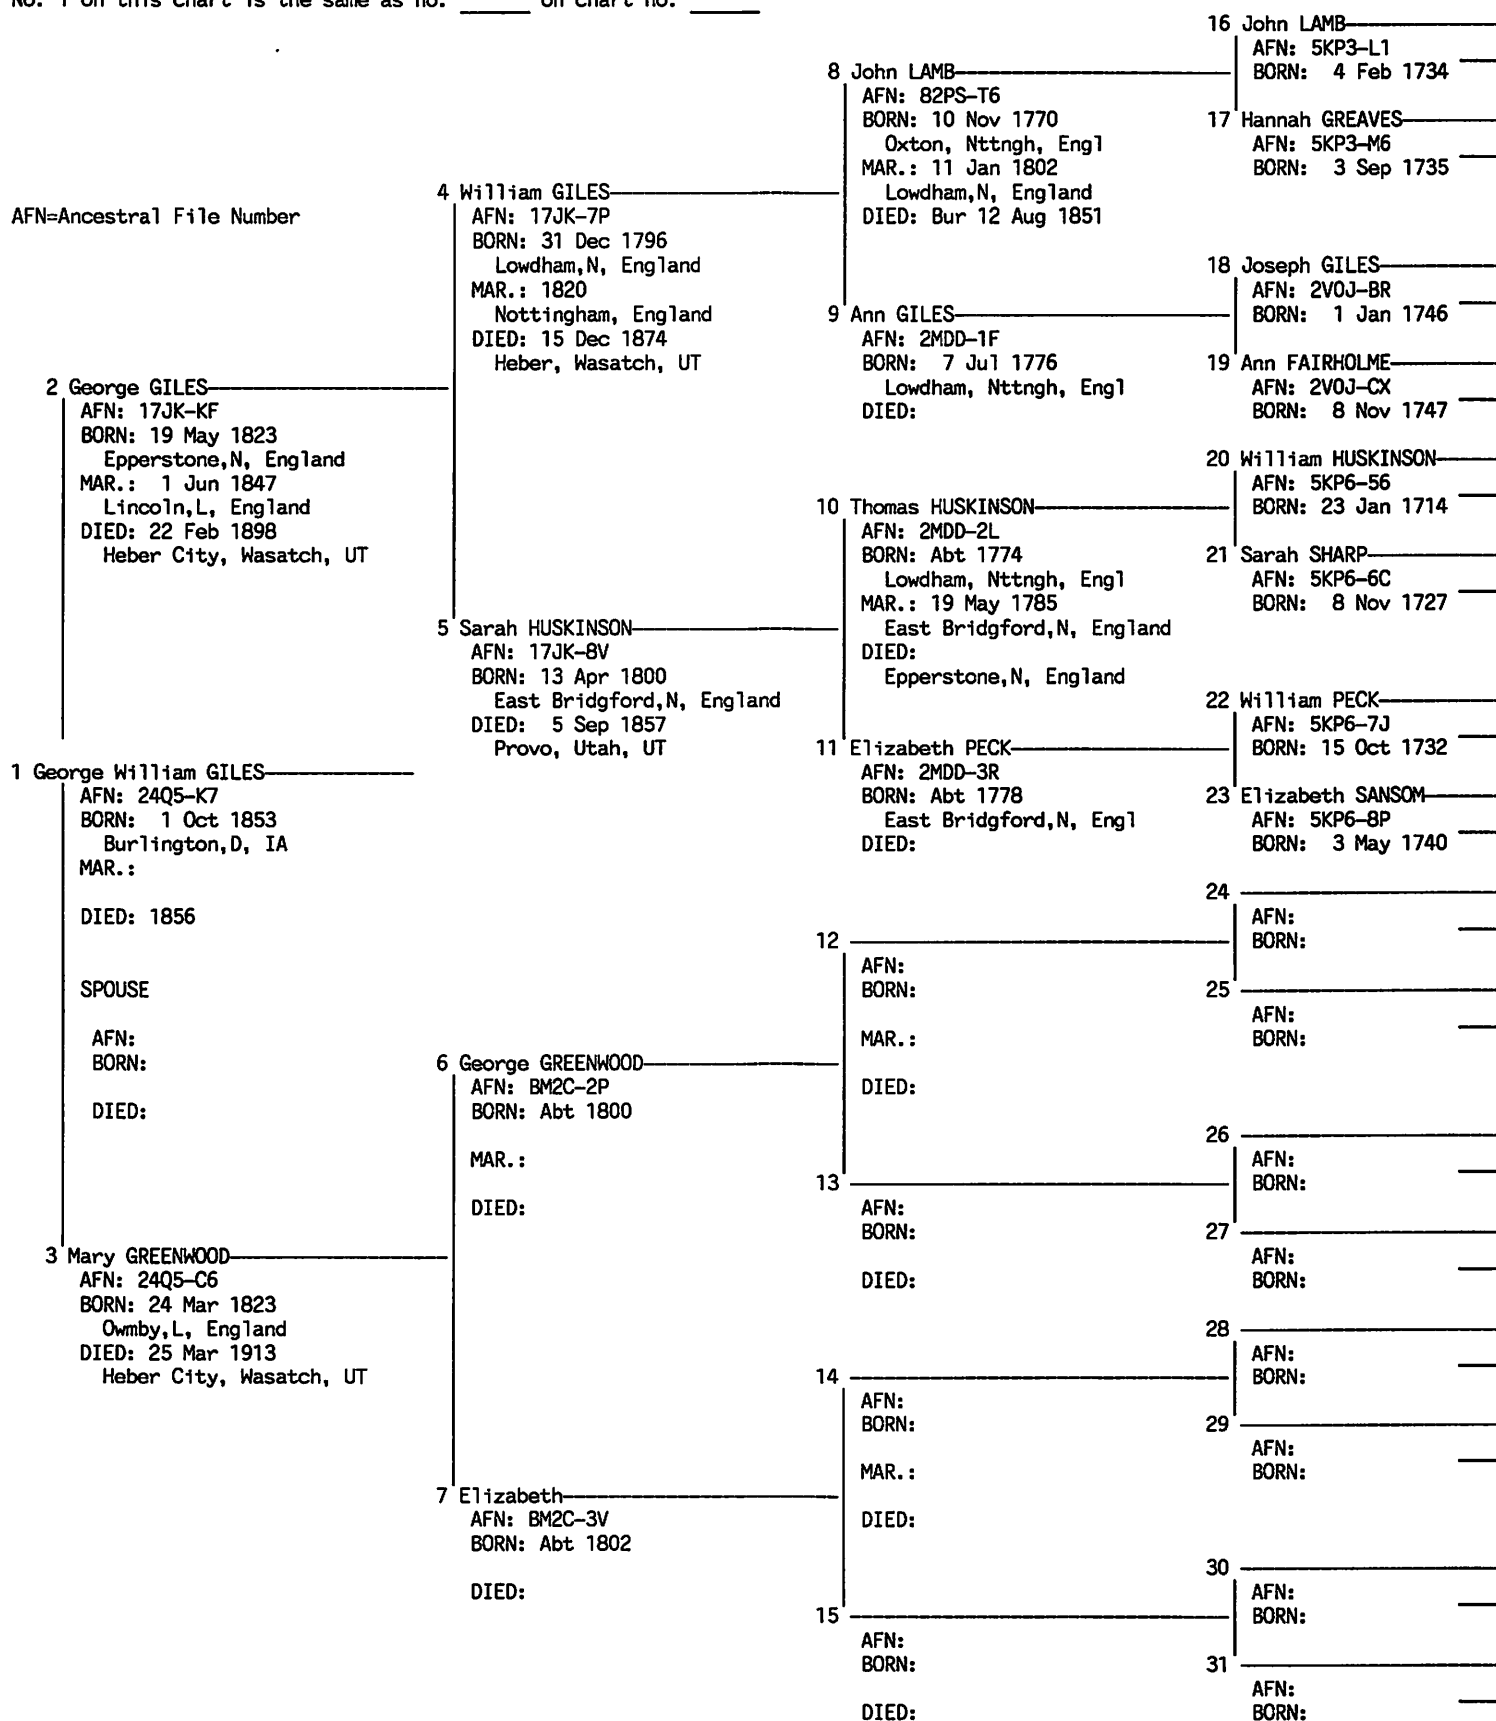 No. 1 on this chart is the same as no. ______ on chart no. ______
AFN=Ancestral File Number
1 George William GILES
AFN: 24Q5-K7
BORN: 1 Oct 1853
Burlington,D, IA
MAR.:
DIED: 1856
SPOUSE
AFN:
BORN:
DIED:
2 George GILES
AFN: 17JK-KF
BORN: 19 May 1823
Epperstone,N, England
MAR.: 1 Jun 1847
Lincoln,L, England
DIED: 22 Feb 1898
Heber City, Wasatch, UT
3 Mary GREENWOOD
AFN: 24Q5-C6
BORN: 24 Mar 1823
Owmby,L, England
DIED: 25 Mar 1913
Heber City, Wasatch, UT
4 William GILES
AFN: 17JK-7P
BORN: 31 Dec 1796
Lowdham,N, England
MAR.: 1820
Nottingham, England
DIED: 15 Dec 1874
Heber, Wasatch, UT
5 Sarah HUSKINSON
AFN: 17JK-8V
BORN: 13 Apr 1800
East Bridgford,N, England
DIED: 5 Sep 1857
Provo, Utah, UT
6 George GREENWOOD
AFN: BM2C-2P
BORN: Abt 1800
MAR.:
DIED:
7 Elizabeth
AFN: BM2C-3V
BORN: Abt 1802
DIED:
8 John LAMB
AFN: 82PS-T6
BORN: 10 Nov 1770
Oxton, Nttngh, Engl
MAR.: 11 Jan 1802
Lowdham,N, England
DIED: Bur 12 Aug 1851
9 Ann GILES
AFN: 2MDD-1F
BORN: 7 Jul 1776
Lowdham, Nttngh, Engl
DIED:
10 Thomas HUSKINSON
AFN: 2MDD-2L
BORN: Abt 1774
Lowdham, Nttngh, Engl
MAR.: 19 May 1785
East Bridgford,N, England
DIED:
Epperstone,N, England
11 Elizabeth PECK
AFN: 2MDD-3R
BORN: Abt 1778
East Bridgford,N, Engl
DIED:
12
AFN:
BORN:
MAR.:
DIED:
13
AFN:
BORN:
DIED:
14
AFN:
BORN:
MAR.:
DIED:
15
AFN:
BORN:
DIED:
16 John LAMB
AFN: 5KP3-L1
BORN: 4 Feb 1734
17 Hannah GREAVES
AFN: 5KP3-M6
BORN: 3 Sep 1735
18 Joseph GILES
AFN: 2V0J-BR
BORN: 1 Jan 1746
19 Ann FAIRHOLME
AFN: 2V0J-CX
BORN: 8 Nov 1747
20 William HUSKINSON
AFN: 5KP6-56
BORN: 23 Jan 1714
21 Sarah SHARP
AFN: 5KP6-6C
BORN: 8 Nov 1727
22 William PECK
AFN: 5KP6-7J
BORN: 15 Oct 1732
23 Elizabeth SANSOM
AFN: 5KP6-8P
BORN: 3 May 1740
24
AFN:
BORN:
25
AFN:
BORN:
26
AFN:
BORN:
27
AFN:
BORN:
28
AFN:
BORN:
29
AFN:
BORN:
30
AFN:
BORN:
31
AFN:
BORN: